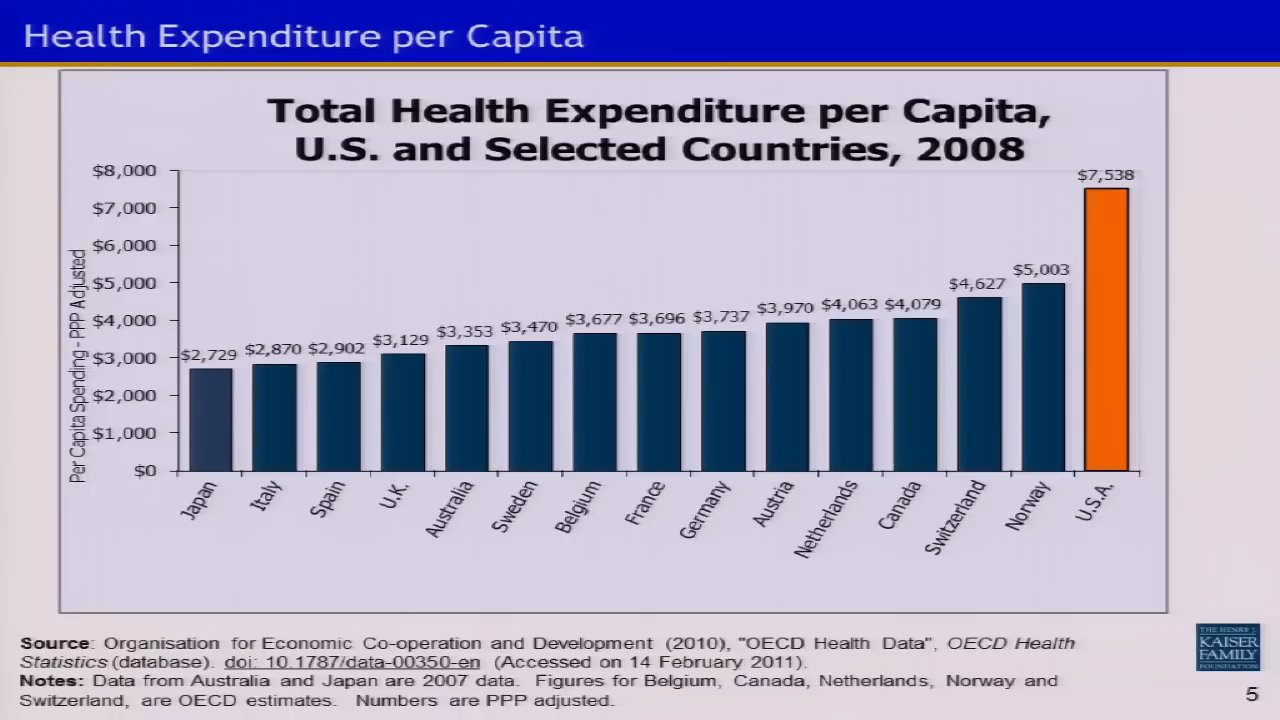 Health Expenditure per Capita
Total Health Expenditure per Capita,
U.S. and Selected Countries, 2008
Per Capita Spending - PPP Adjusted
$8,000
$7,000
$6,000
$5,000
$4,000
$3,000
$2,000
$1,000
$0
$2,729 $2,870 $2,902 $3,129 $3,353 $3,470 $3,677 $3,696 $3,737 $3,970 $4,063 $4,079 $4,627 $5,003 $7,538
Japan Italy Spain U.K. Australia Sweden Belgium France Germany Austria Netherlands Canada Switzerland Norway U.S.A.
Source: Organisation for Economic Co-operation and Development (2010), "OECD Health Data", OECD Health
Statistics (database). doi: 10.1787/data-00350-en (Accessed on 14 February 2011).
Notes: Data from Australia and Japan are 2007 data. Figures for Belgium, Canada, Netherlands, Norway and
Switzerland, are OECD estimates. Numbers are PPP adjusted.
THE HENRY J.
KAISER
FAMILY
FOUNDATION
5